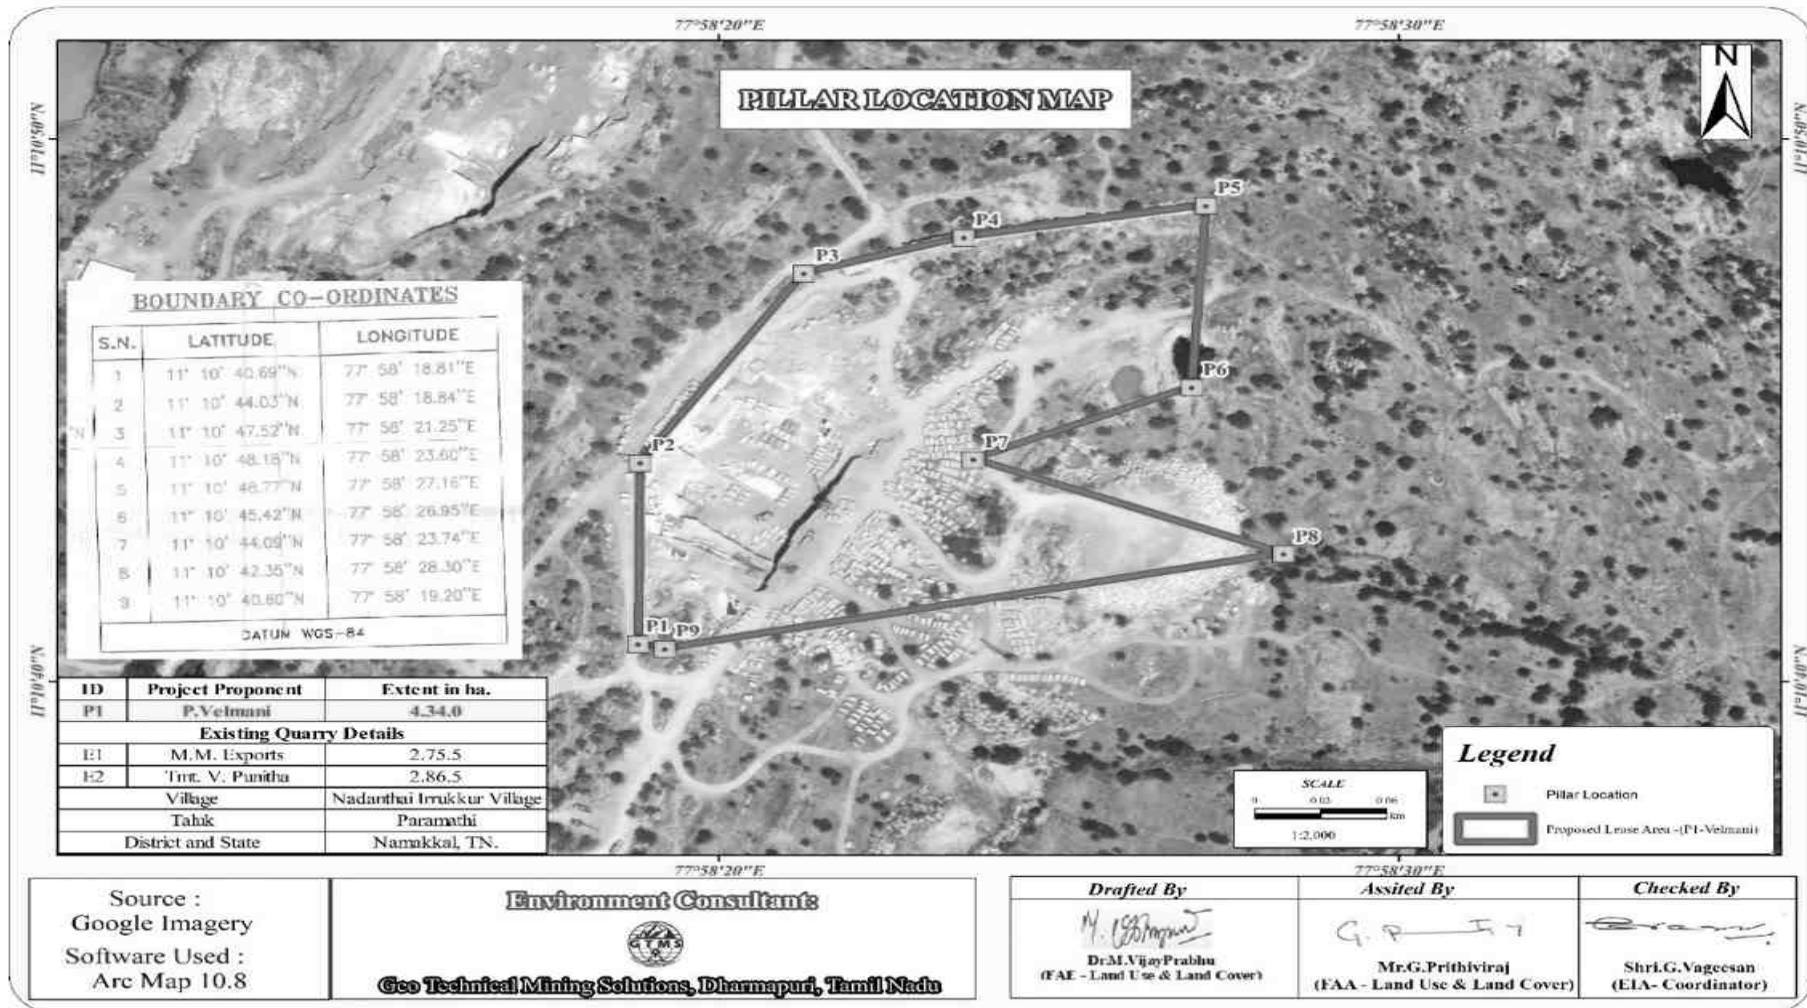 77°58'20"E 77°58'30"E
N
PILLAR LOCATION MAP
11°10'50"N 11°10'50"N
P5
P4
P3
BOUNDARY CO-ORDINATES
S.N. LATITUDE LONGITUDE
1 11° 10' 40.69"N 77° 58' 18.81"E
2 11° 10' 44.03"N 77° 58' 18.84"E
3 11° 10' 47.52"N 77° 58' 21.25"E
4 11° 10' 48.18"N 77° 58' 23.60"E
5 11° 10' 48.77"N 77° 58' 27.16"E
6 11° 10' 45.42"N 77° 58' 26.95"E
7 11° 10' 44.09"N 77° 58' 23.74"E
8 11° 10' 42.35"N 77° 58' 28.30"E
9 11° 10' 40.60"N 77° 58' 19.20"E
DATUM WGS-84
P6
P7
P2
P8
P1 P9
11°10'40"N 11°10'40"N
ID Project Proponent Extent in ha.
P1 P.Velmani 4.34.0
Existing Quarry Details
E1 M.M. Exports 2.75.5
E2 Tmt. V. Punitha 2.86.5
Village Nadanthai Irrukkur Village
Taluk Paramathi
District and State Namakkal, TN.
SCALE
0 0.03 0.06
km
1:2,000
Legend
Pillar Location
Proposed Lease Area -(P1-Velmani)
77°58'20"E 77°58'30"E
Source :
Google Imagery
Software Used :
Arc Map 10.8
Environment Consultant:
GTMS
Geo Technical Mining Solutions, Dharmapuri, Tamil Nadu
Drafted By Assited By Checked By
Dr.M.VijayPrabhu
(FAE - Land Use & Land Cover)
Mr.G.Prithiviraj
(FAA - Land Use & Land Cover)
Shri.G.Vageesan
(EIA- Coordinator)